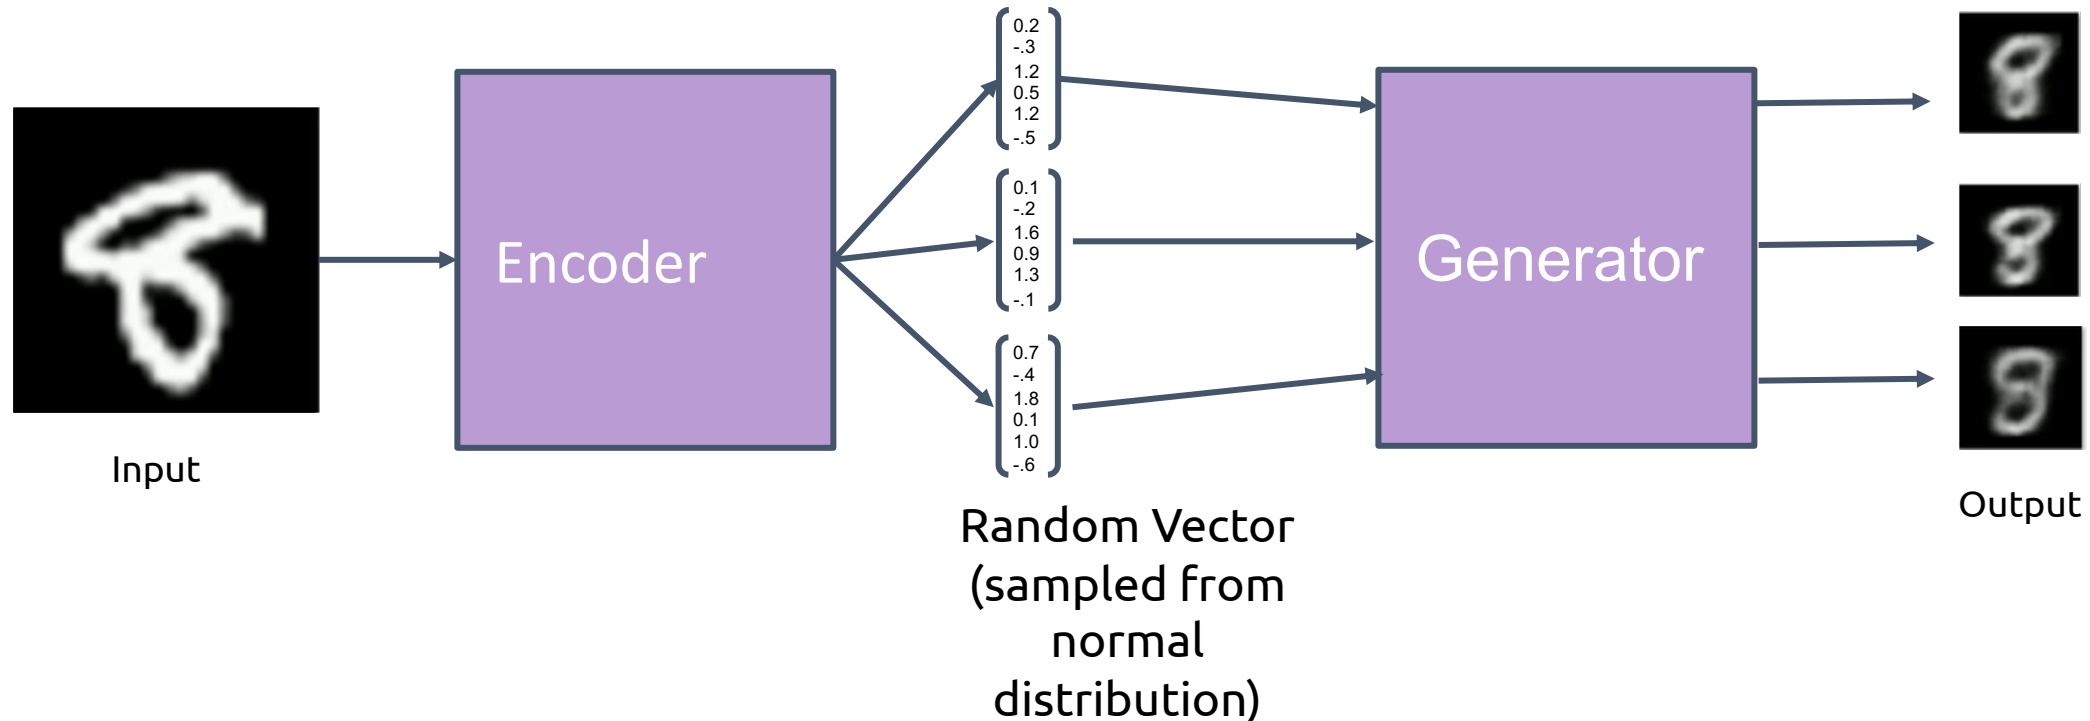 Input
Encoder
0.2
-.3
1.2
0.5
1.2
-.5
0.1
-.2
1.6
0.9
1.3
-.1
0.7
-.4
1.8
0.1
1.0
-.6
Random Vector
(sampled from
normal
distribution)
Generator
Output